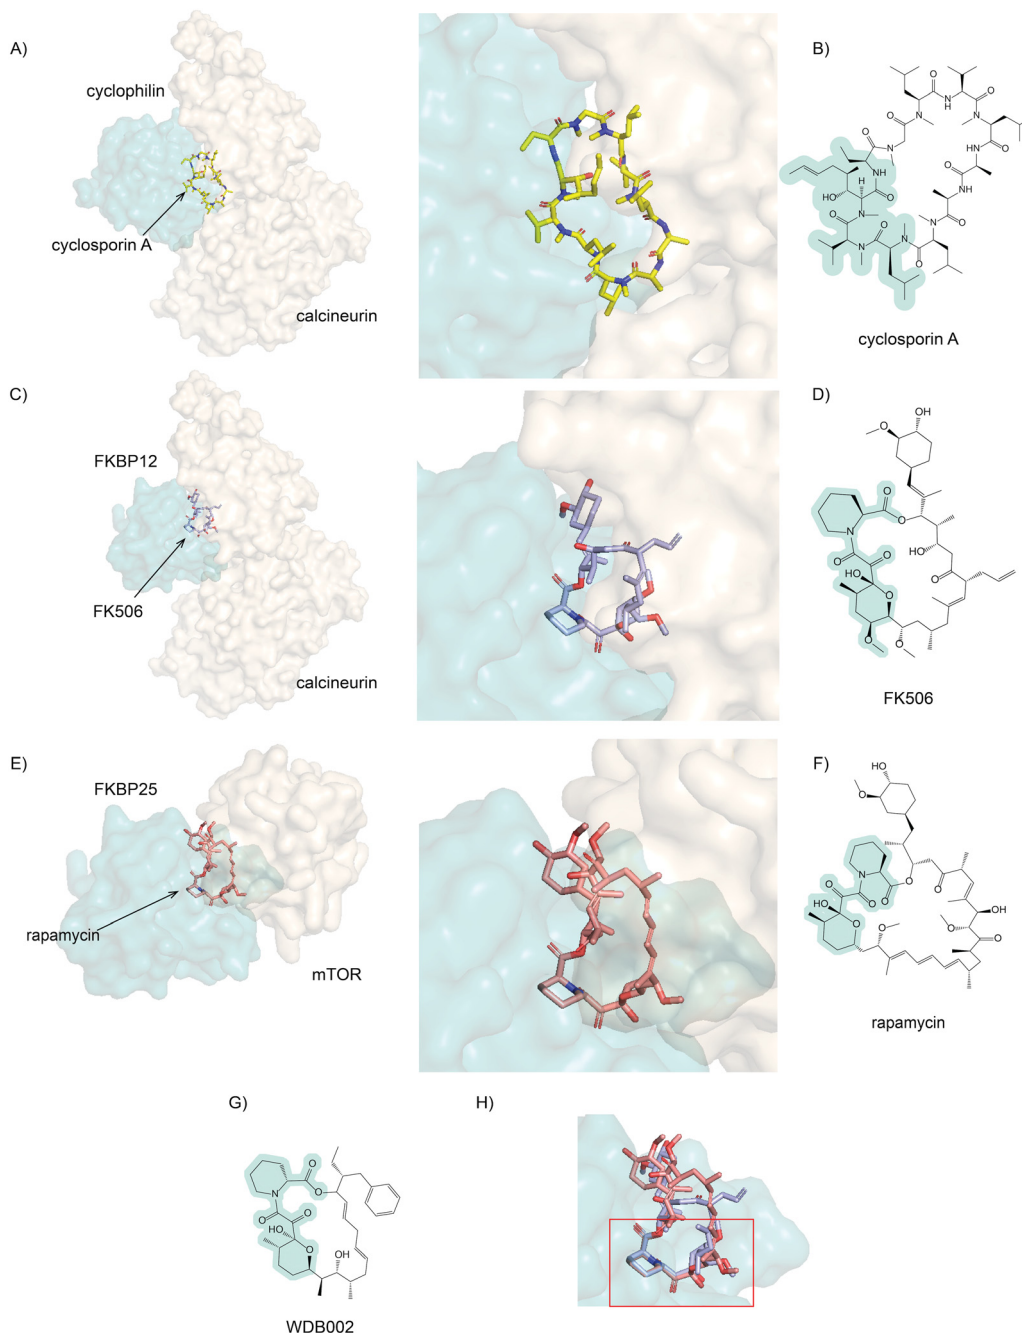 A)
cyclophilin
cyclosporin A
calcineurin
B)
cyclosporin A
C)
FKBP12
FK506
calcineurin
D)
FK506
E)
FKBP25
rapamycin
mTOR
F)
rapamycin
G)
WDB002
H)